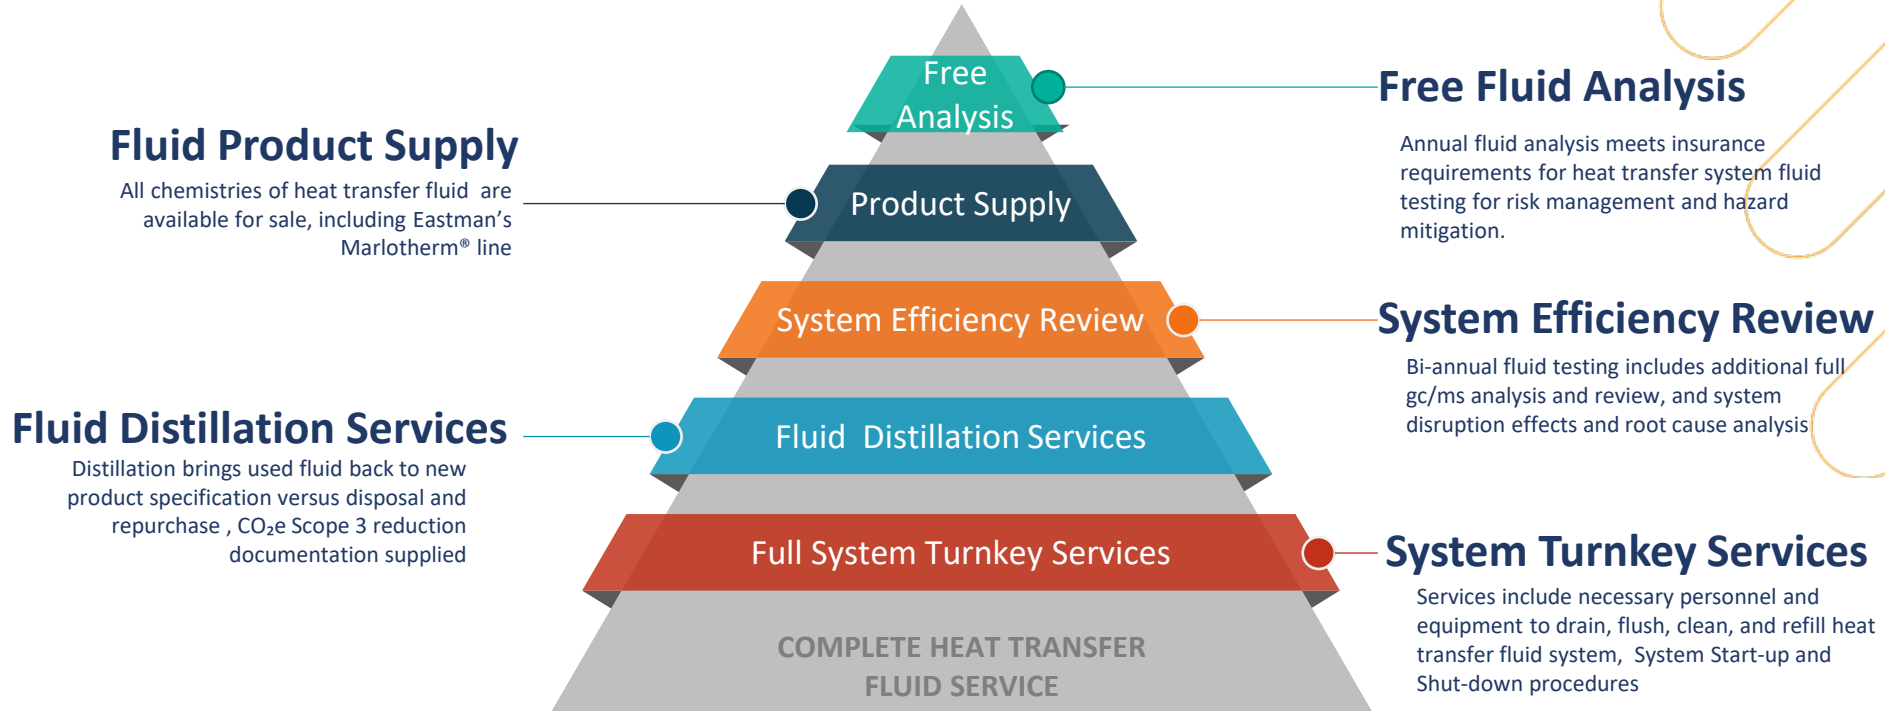 Free
Analysis
Free Fluid Analysis
Annual fluid analysis meets insurance
requirements for heat transfer system fluid
testing for risk management and hazard
mitigation.
Fluid Product Supply
All chemistries of heat transfer fluid are
available for sale, including Eastman's
Marlotherm® line
Product Supply
System Efficiency Review
System Efficiency Review
Bi-annual fluid testing includes additional full
gc/ms analysis and review, and system
disruption effects and root cause analysis
Fluid Distillation Services
Distillation brings used fluid back to new
product specification versus disposal and
repurchase , CO₂e Scope 3 reduction
documentation supplied
Fluid Distillation Services
Full System Turnkey Services
System Turnkey Services
Services include necessary personnel and
equipment to drain, flush, clean, and refill heat
transfer fluid system, System Start-up and
Shut-down procedures
COMPLETE HEAT TRANSFER
FLUID SERVICE